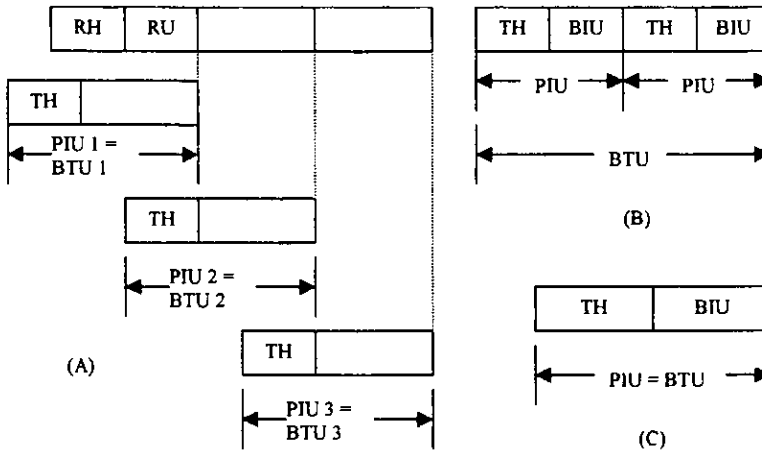 RH RU
TH
PIU 1 =
BTU 1
TH
PIU 2 =
BTU 2
TH
PIU 3 =
BTU 3
(A)
TH BIU TH BIU
PIU PIU
BTU
(B)
TH BIU
PIU = BTU
(C)